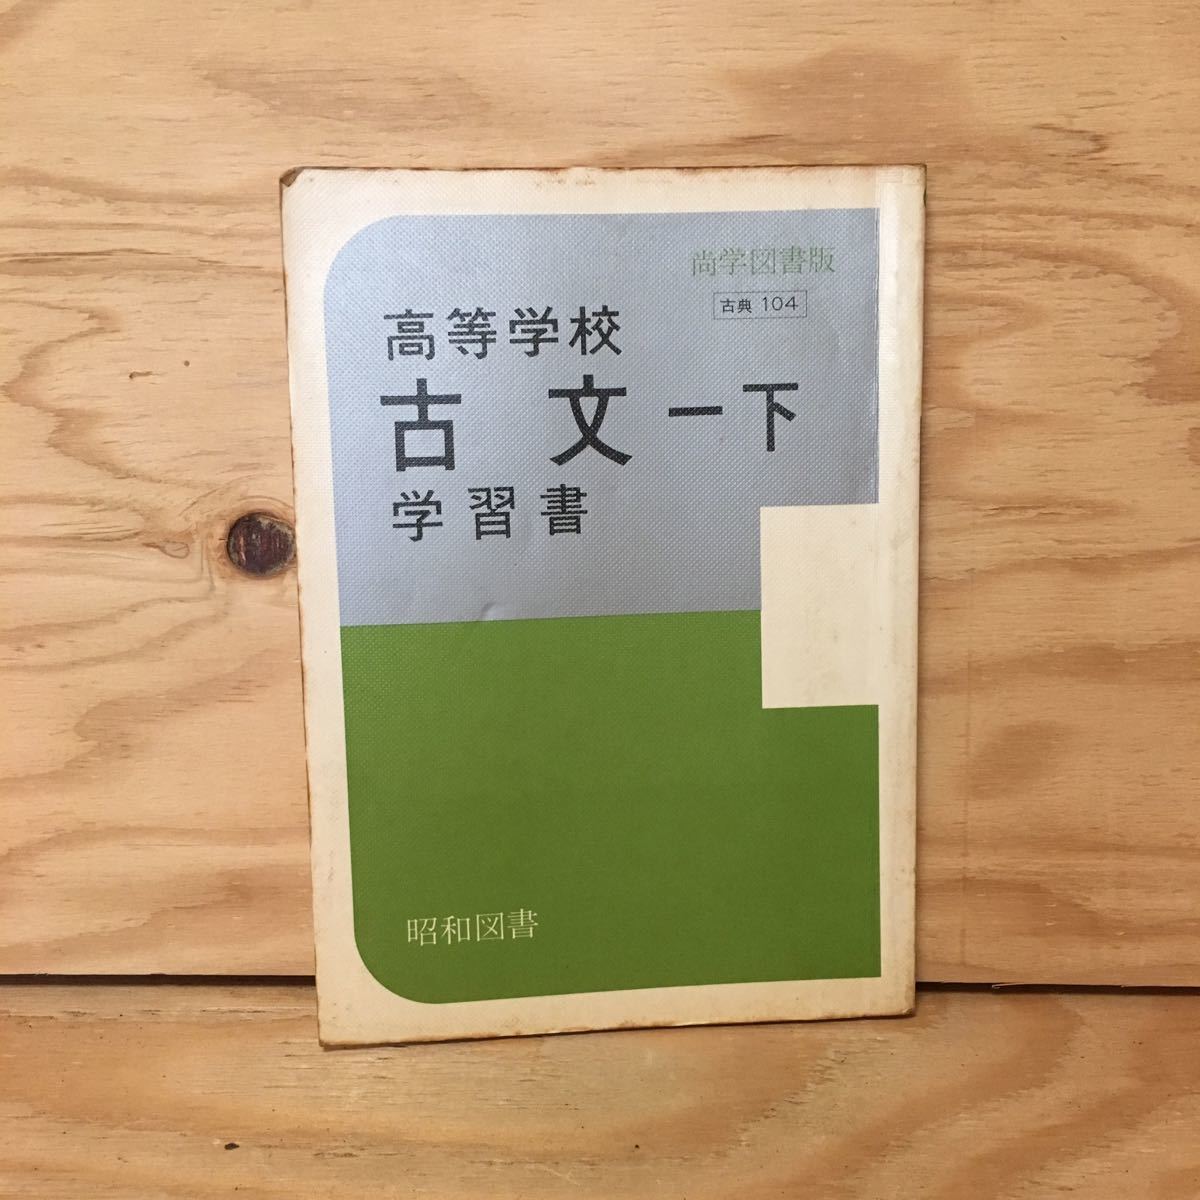 尚学図書版
古典 104
高等学校
古文一下
学習書
昭和図書